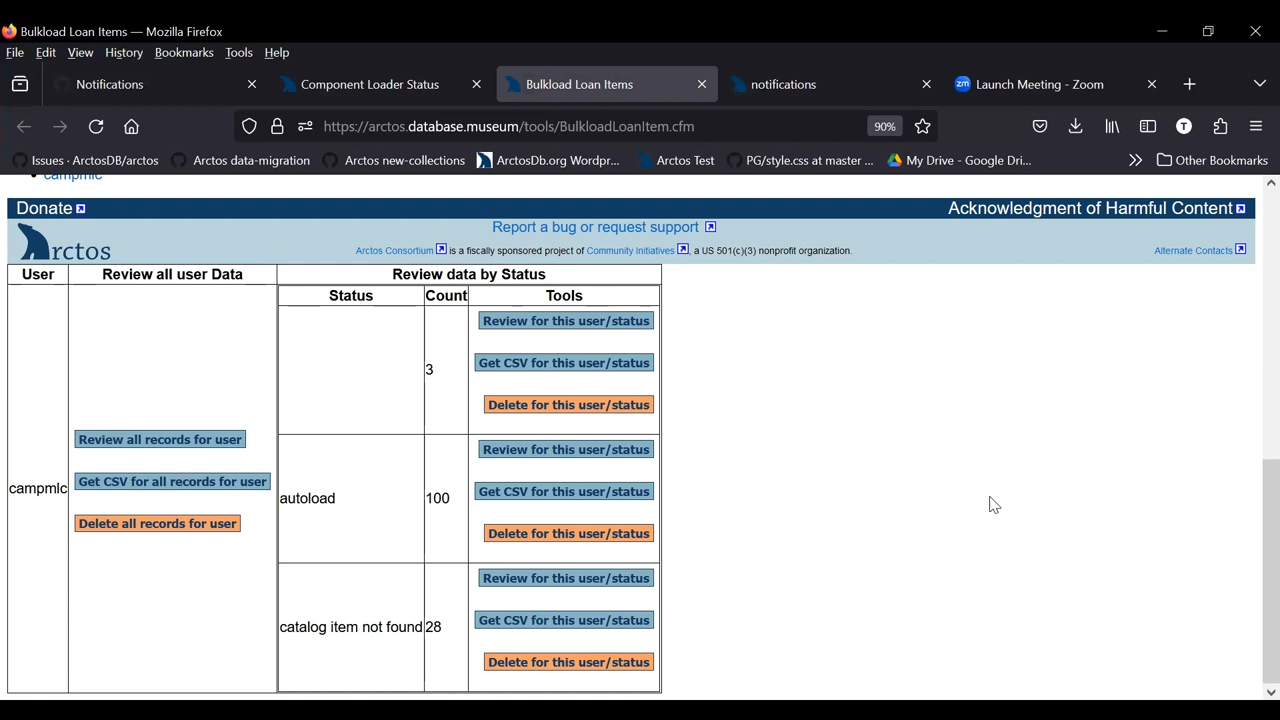 Bulkload Loan Items — Mozilla Firefox
File Edit View History Bookmarks Tools Help
Notifications
Component Loader Status
Bulkload Loan Items
notifications
zm Launch Meeting - Zoom
https://arctos.database.museum/tools/BulkloadLoanItem.cfm
90%
T
Issues · ArctosDB/arctos
Arctos data-migration
Arctos new-collections
ArctosDb.org Wordpr...
Arctos Test
PG/style.css at master ...
My Drive - Google Dri...
Other Bookmarks
campmlc
Donate
Acknowledgment of Harmful Content
Report a bug or request support
Arctos
Arctos Consortium is a fiscally sponsored project of Community Initiatives, a US 501(c)(3) nonprofit organization.
Alternate Contacts
User Review all user Data Review data by Status
Status Count Tools
campmlc
Review all records for user
Get CSV for all records for user
Delete all records for user
3
Review for this user/status
Get CSV for this user/status
Delete for this user/status
autoload 100
Review for this user/status
Get CSV for this user/status
Delete for this user/status
catalog item not found 28
Review for this user/status
Get CSV for this user/status
Delete for this user/status